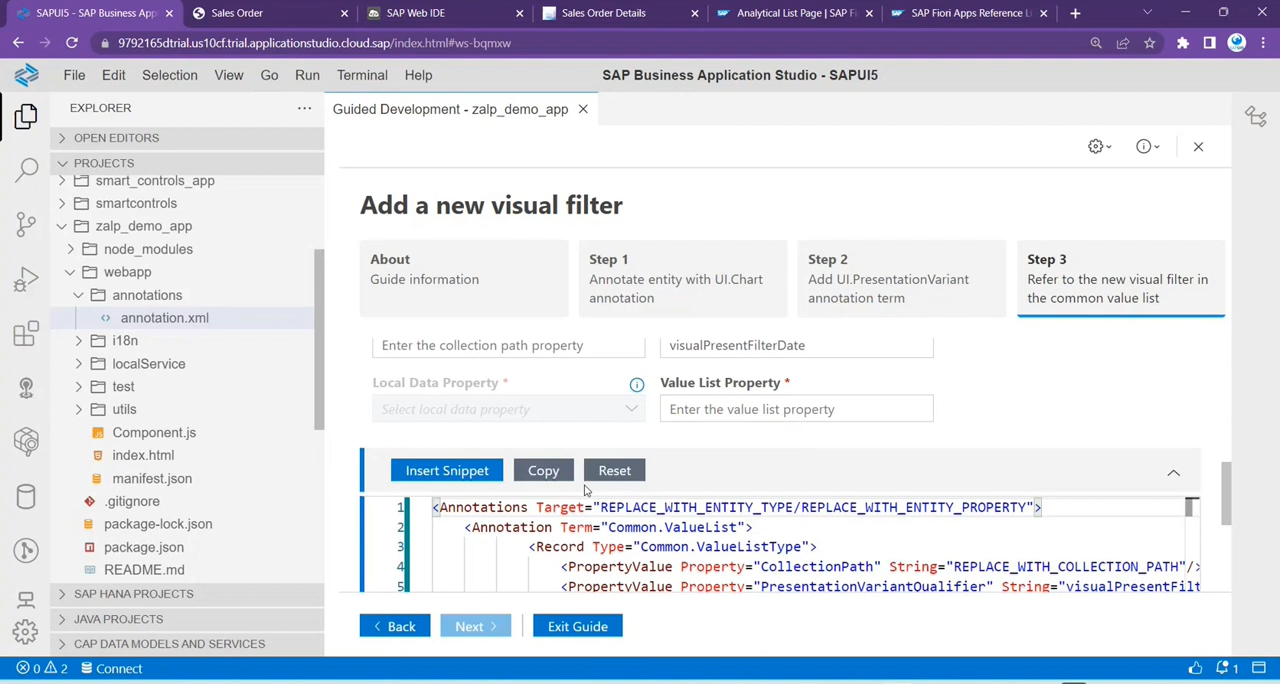 SAPUI5 - SAP Business App
Sales Order
SAP Web IDE
Sales Order Details
Analytical List Page | SAP Fi
SAP Fiori Apps Reference Li
9792165dtrial.us10cf.trial.applicationstudio.cloud.sap/index.html#ws-bqmxw
File Edit Selection View Go Run Terminal Help
SAP Business Application Studio - SAPUI5
EXPLORER
OPEN EDITORS
PROJECTS
smart_controls_app
smartcontrols
zalp_demo_app
node_modules
webapp
annotations
annotation.xml
i18n
localService
test
utils
Component.js
index.html
manifest.json
.gitignore
package-lock.json
package.json
README.md
SAP HANA PROJECTS
JAVA PROJECTS
CAP DATA MODELS AND SERVICES
Guided Development - zalp_demo_app
Add a new visual filter
About
Guide information
Step 1
Annotate entity with UI.Chart
annotation
Step 2
Add UI.PresentationVariant
annotation term
Step 3
Refer to the new visual filter in
the common value list
Enter the collection path property
visualPresentFilterDate
Local Data Property *
Value List Property *
Select local data property
Enter the value list property
Insert Snippet
Copy
Reset
1 <Annotations Target="REPLACE_WITH_ENTITY_TYPE/REPLACE_WITH_ENTITY_PROPERTY">
2 <Annotation Term="Common.ValueList">
3 <Record Type="Common.ValueListType">
4 <PropertyValue Property="CollectionPath" String="REPLACE_WITH_COLLECTION_PATH"/>
5 <PropertyValue Property="PresentationVariantQualifier" String="visualPresentFilt
Back
Next
Exit Guide
0 2 Connect
1